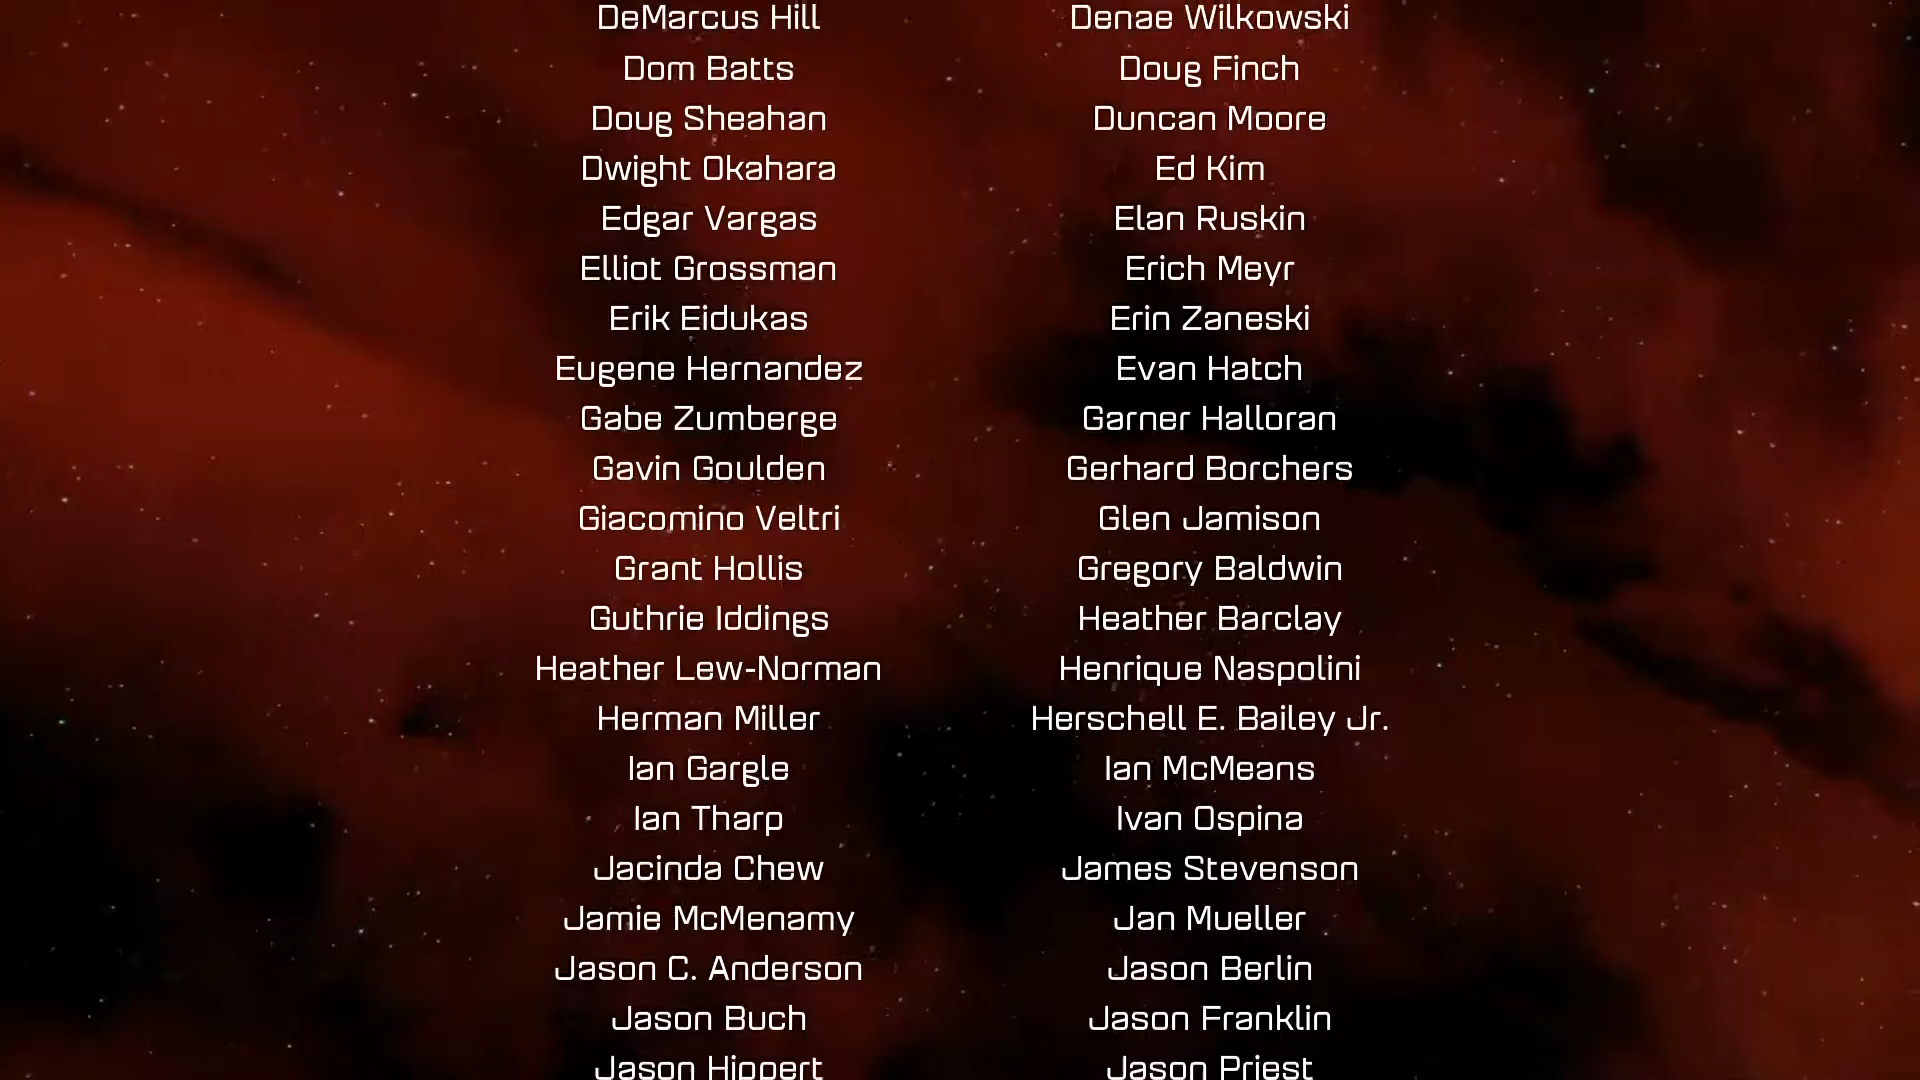 DeMarcus Hill Denae Wilkowski
Dom Batts Doug Finch
Doug Sheahan Duncan Moore
Dwight Okahara Ed Kim
Edgar Vargas Elan Ruskin
Elliot Grossman Erich Meyr
Erik Eidukas Erin Zaneski
Eugene Hernandez Evan Hatch
Gabe Zumberge Garner Halloran
Gavin Goulden Gerhard Borchers
Giacomino Veltri Glen Jamison
Grant Hollis Gregory Baldwin
Guthrie Iddings Heather Barclay
Heather Lew-Norman Henrique Naspolini
Herman Miller Herschell E. Bailey Jr.
Ian Gargle Ian McMeans
Ian Tharp Ivan Ospina
Jacinda Chew James Stevenson
Jamie McMenamy Jan Mueller
Jason C. Anderson Jason Berlin
Jason Buch Jason Franklin
Jason Hippert Jason Priest